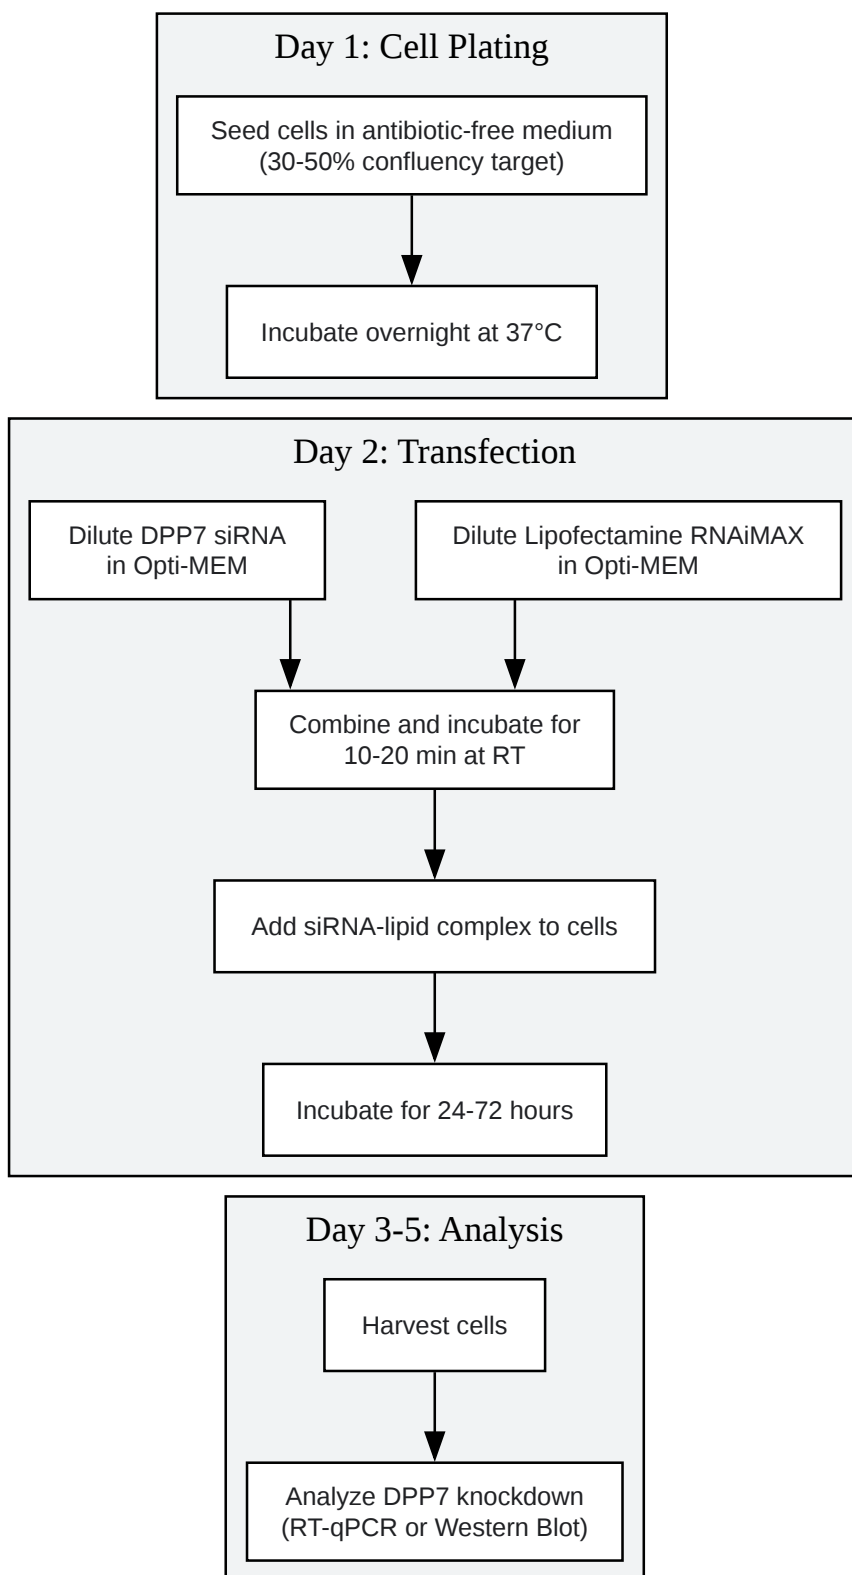 Day 1: Cell Plating
Seed cells in antibiotic-free medium
(30-50% confluency target)
Incubate overnight at 37°C
Day 2: Transfection
Dilute DPP7 siRNA
in Opti-MEM
Dilute Lipofectamine RNAiMAX
in Opti-MEM
Combine and incubate for
10-20 min at RT
Add siRNA-lipid complex to cells
Incubate for 24-72 hours
Day 3-5: Analysis
Harvest cells
Analyze DPP7 knockdown
(RT-qPCR or Western Blot)